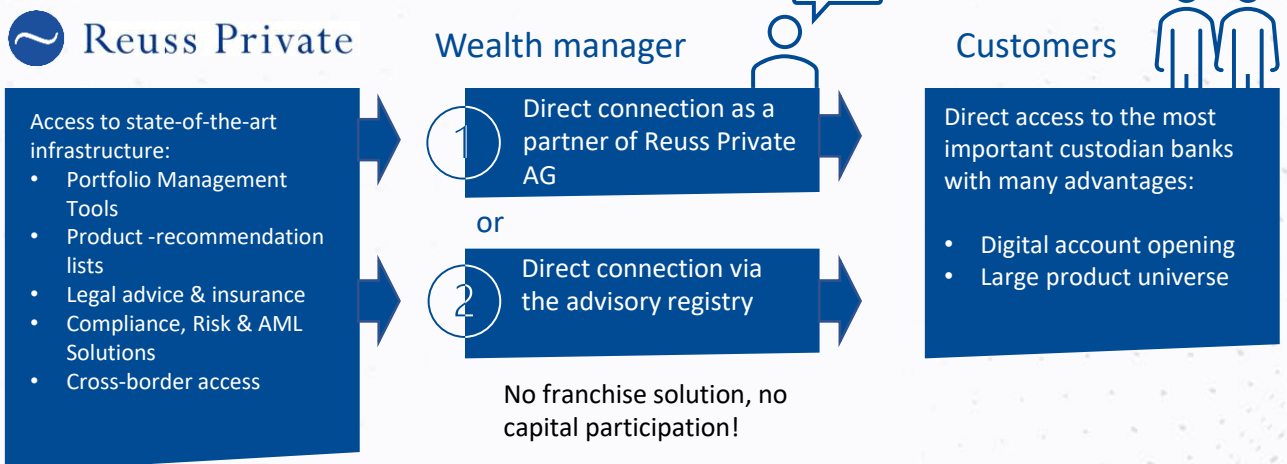 Reuss Private
Access to state-of-the-art
infrastructure:
• Portfolio Management
Tools
• Product -recommendation
lists
• Legal advice & insurance
• Compliance, Risk & AML
Solutions
• Cross-border access
Wealth manager
1
Direct connection as a
partner of Reuss Private
AG
or
2
Direct connection via
the advisory registry
No franchise solution, no
capital participation!
Customers
Direct access to the most
important custodian banks
with many advantages:
• Digital account opening
• Large product universe